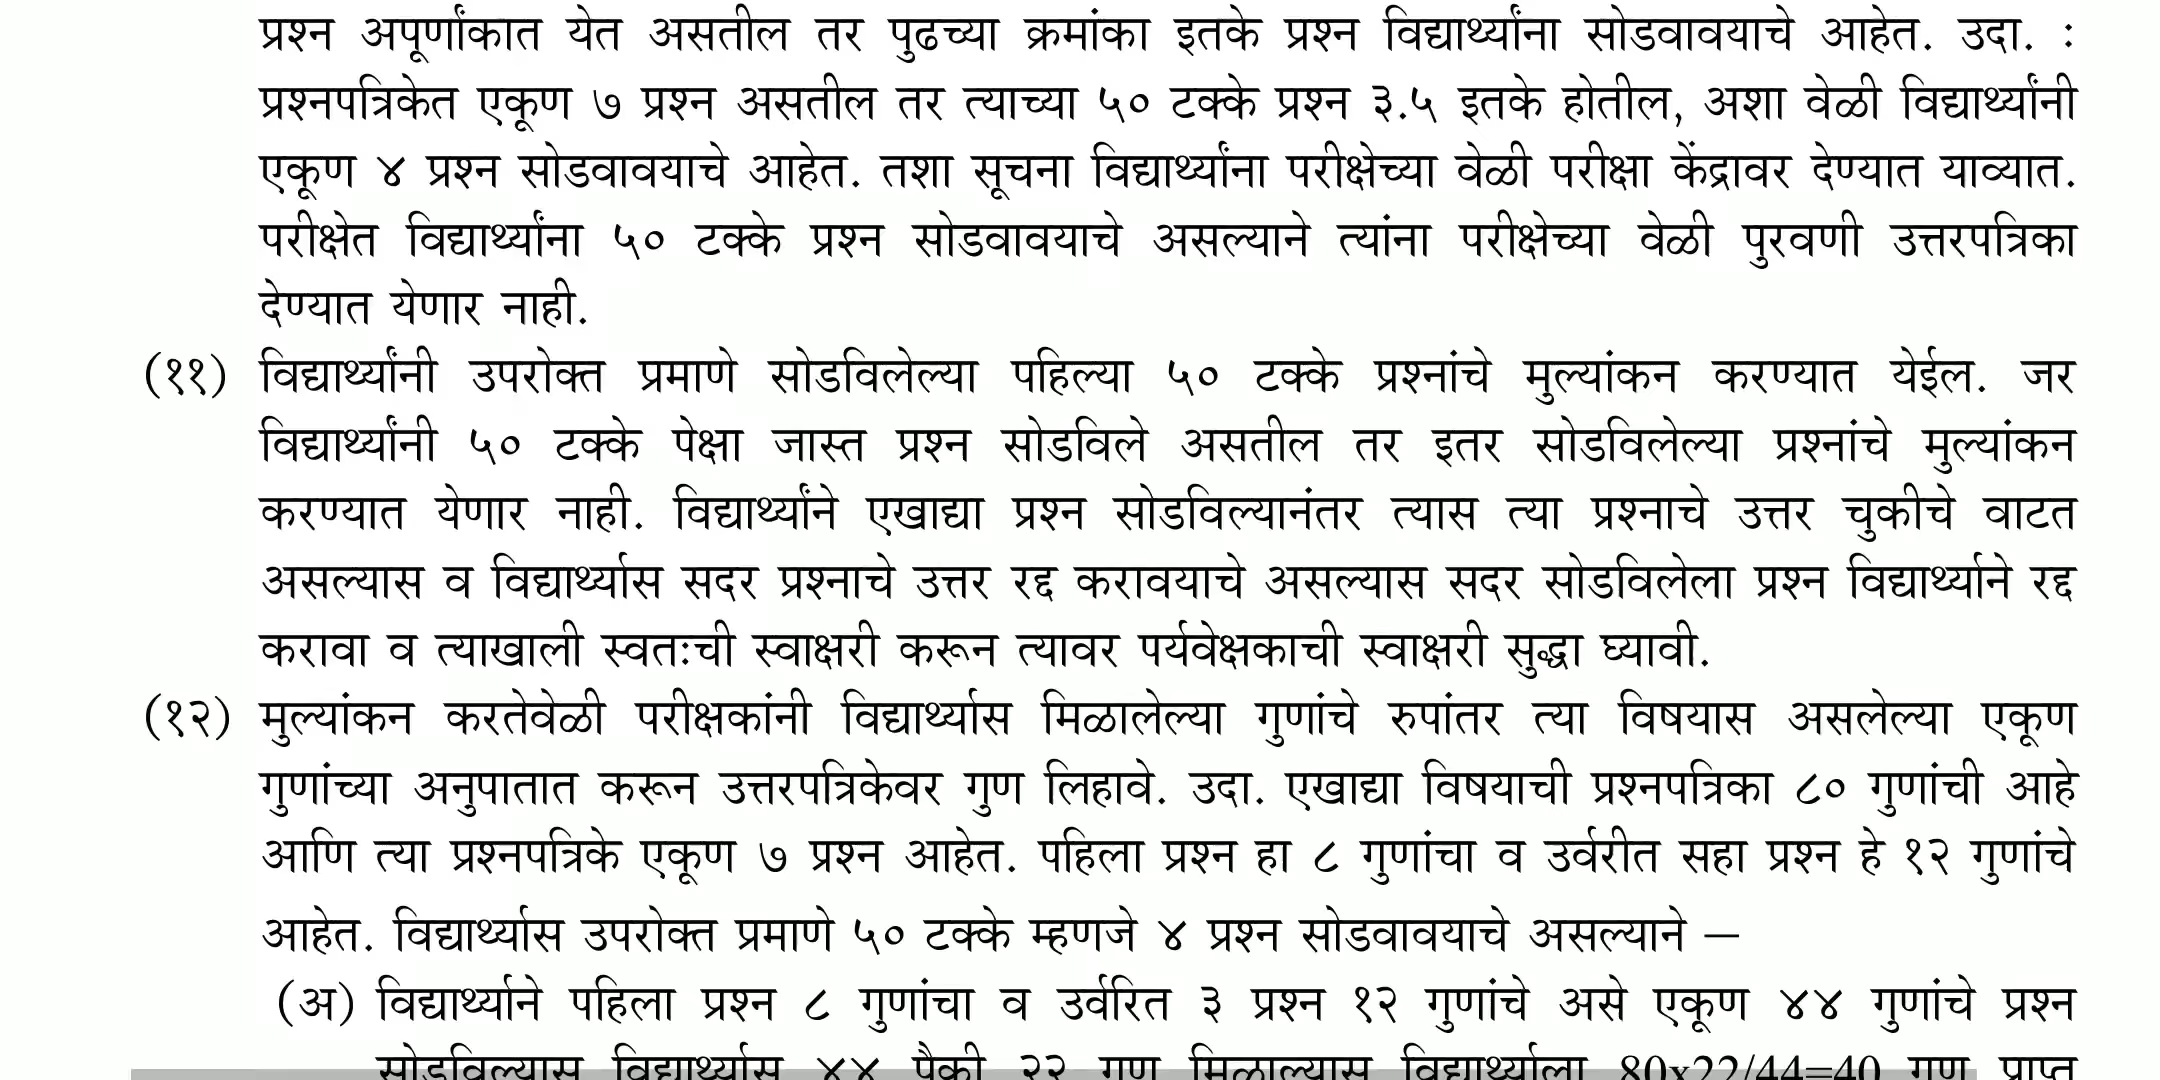 प्रश्न अपूर्णांकात येत असतील तर पुढच्या क्रमांका इतके प्रश्न विद्यार्थ्यांना सोडवावयाचे आहेत. उदा. :
प्रश्नपत्रिकेत एकूण ७ प्रश्न असतील तर त्याच्या ५० टक्के प्रश्न ३.५ इतके होतील, अशा वेळी विद्यार्थ्यांनी
एकूण ४ प्रश्न सोडवावयाचे आहेत. तशा सूचना विद्यार्थ्यांना परीक्षेच्या वेळी परीक्षा केंद्रावर देण्यात याव्यात.
परीक्षेत विद्यार्थ्यांना ५० टक्के प्रश्न सोडवावयाचे असल्याने त्यांना परीक्षेच्या वेळी पुरवणी उत्तरपत्रिका
देण्यात येणार नाही.
(११) विद्यार्थ्यांनी उपरोक्त प्रमाणे सोडविलेल्या पहिल्या ५० टक्के प्रश्नांचे मुल्यांकन करण्यात येईल. जर
विद्यार्थ्यांनी ५० टक्के पेक्षा जास्त प्रश्न सोडविले असतील तर इतर सोडविलेल्या प्रश्नांचे मुल्यांकन
करण्यात येणार नाही. विद्यार्थ्यांने एखाद्या प्रश्न सोडविल्यानंतर त्यास त्या प्रश्नाचे उत्तर चुकीचे वाटत
असल्यास व विद्यार्थ्यास सदर प्रश्नाचे उत्तर रद्द करावयाचे असल्यास सदर सोडविलेला प्रश्न विद्यार्थ्याने रद्द
करावा व त्याखाली स्वतःची स्वाक्षरी करून त्यावर पर्यवेक्षकाची स्वाक्षरी सुद्धा घ्यावी.
(१२) मुल्यांकन करतेवेळी परीक्षकांनी विद्यार्थ्यास मिळालेल्या गुणांचे रुपांतर त्या विषयास असलेल्या एकूण
गुणांच्या अनुपातात करून उत्तरपत्रिकेवर गुण लिहावे. उदा. एखाद्या विषयाची प्रश्नपत्रिका ८० गुणांची आहे
आणि त्या प्रश्नपत्रिके एकूण ७ प्रश्न आहेत. पहिला प्रश्न हा ८ गुणांचा व उर्वरीत सहा प्रश्न हे १२ गुणांचे
आहेत. विद्यार्थ्यास उपरोक्त प्रमाणे ५० टक्के म्हणजे ४ प्रश्न सोडवावयाचे असल्याने –
(अ) विद्यार्थ्याने पहिला प्रश्न ८ गुणांचा व उर्वरित ३ प्रश्न १२ गुणांचे असे एकूण ४४ गुणांचे प्रश्न
सोडविल्यास विद्यार्थ्यास ४४ पैकी २२ गुण मिळाल्यास विद्यार्थ्याला 80x22/44=40 गुण प्राप्त